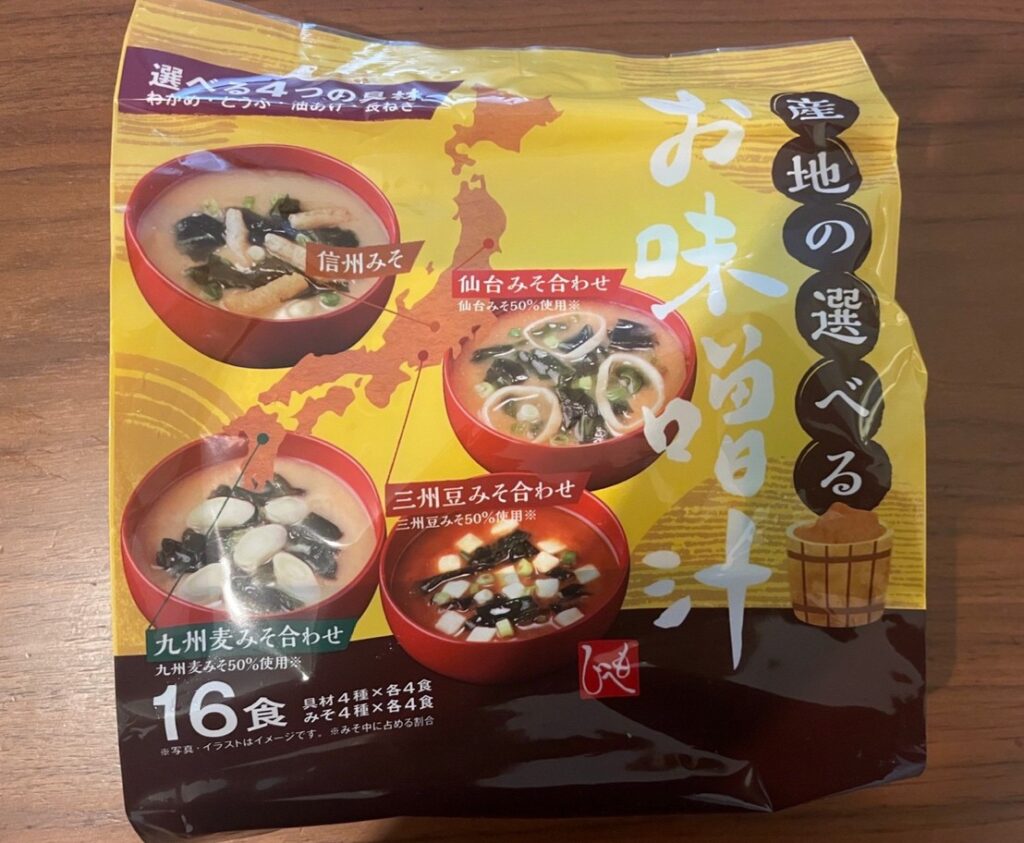 選べる4つの具材
わかめ・とうふ・油あげ・長ねぎ
産地の選べる
お味噌汁
信州みそ
仙台みそ合わせ
仙台みそ50%使用※
三州豆みそ合わせ
三州豆みそ50%使用※
九州麦みそ合わせ
九州麦みそ50%使用※
16食
具材4種×各4食
みそ4種×各4食
※写真・イラストはイメージです。 ※みそ中に占める割合
もへじ